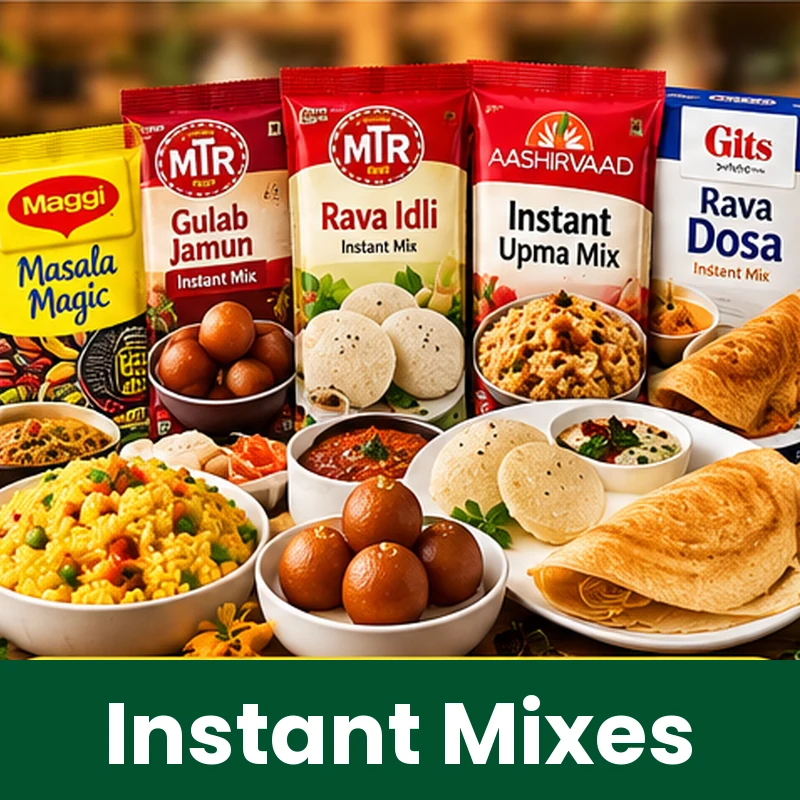 Maggi
Masala
Magic
MTR
Gulab
Jamun
Instant Mix
MTR
Rava Idli
Instant Mix
AASHIRVAAD
Instant
Upma Mix
Gits
Rava
Dosa
Instant Mix
Instant Mixes